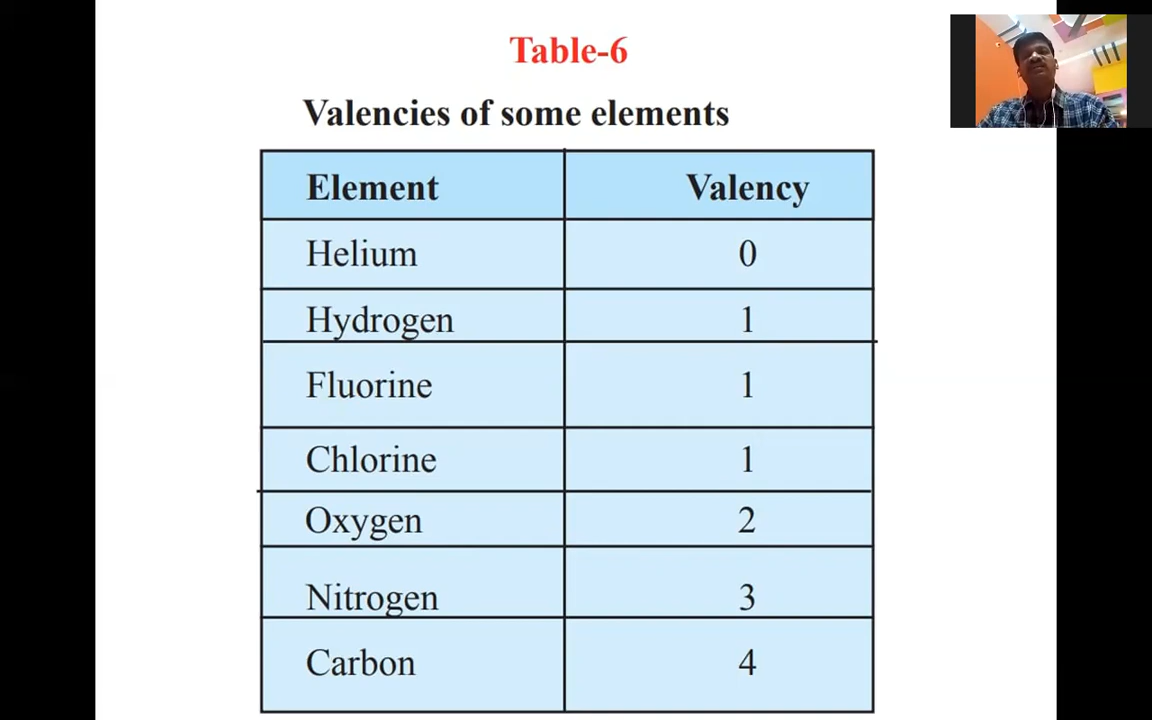 Table-6
Valencies of some elements
Element Valency
Helium 0
Hydrogen 1
Fluorine 1
Chlorine 1
Oxygen 2
Nitrogen 3
Carbon 4